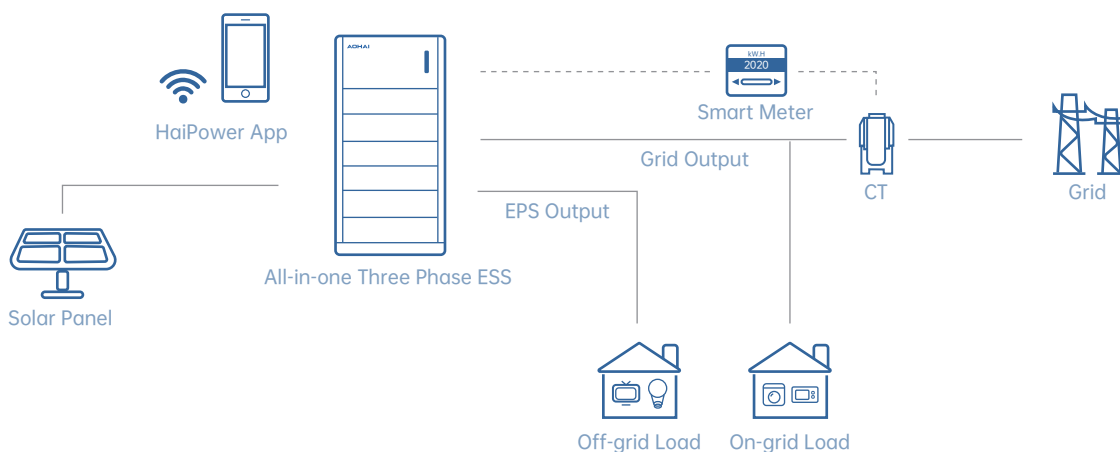 AOHAI
kW.H
2020
Smart Meter
HaiPower App
Grid Output
CT
Grid
EPS Output
All-in-one Three Phase ESS
Solar Panel
Off-grid Load
On-grid Load